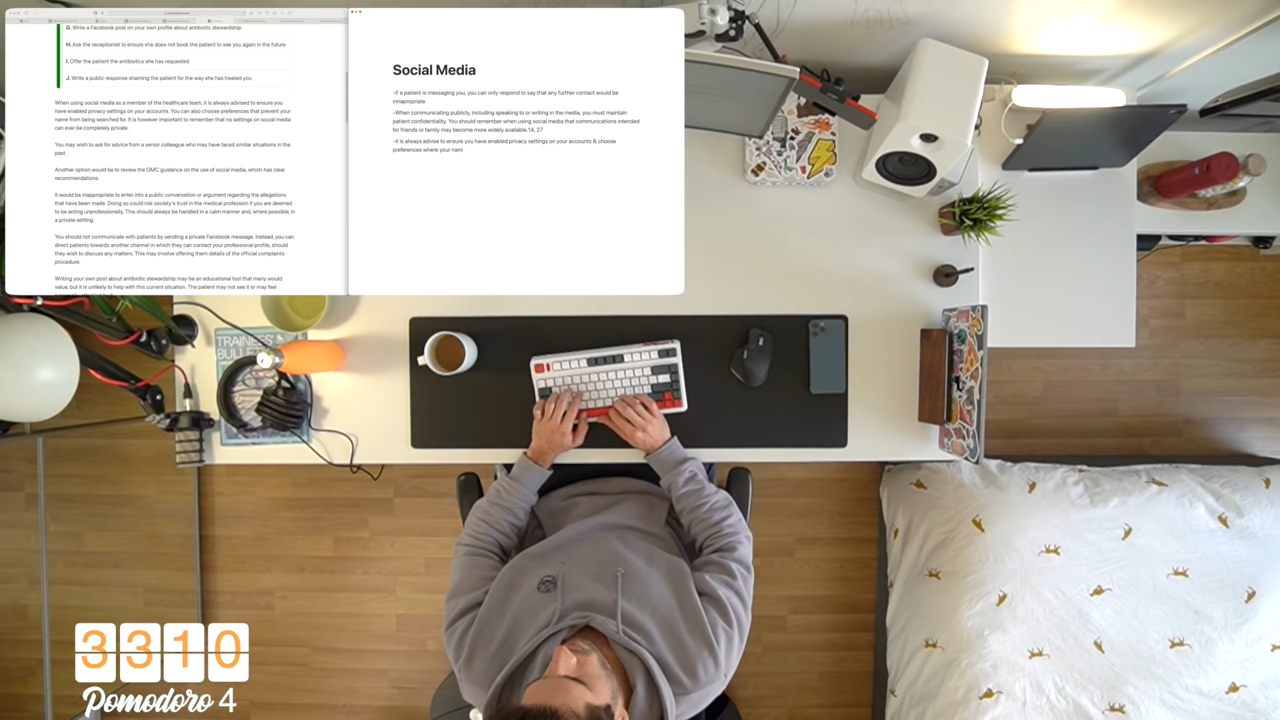 G. Write a Facebook post on your own profile about antibiotic stewardship
H. Ask the receptionist to ensure she does not book the patient to see you again in the future
I. Offer the patient the antibiotics she has requested
J. Write a public response shaming the patient for the way she has treated you
When using social media as a member of the healthcare team, it is always advised to ensure you
have enabled privacy settings on your accounts. You can also choose preferences that prevent your
name from being searched for. It is however important to remember that no settings on social media
can ever be completely private.
You may wish to ask for advice from a senior colleague who may have faced similar situations in the
past.
Another option would be to review the GMC guidance on the use of social media, which has clear
recommendations.
It would be inappropriate to enter into a public conversation or argument regarding the allegations
that have been made. Doing so could risk society's trust in the medical profession if you are deemed
to be acting unprofessionally. This should always be handled in a calm manner and, where possible, in
a private setting.
You should not communicate with patients by sending a private Facebook message. Instead, you can
direct patients towards another channel in which they can contact your professional profile, should
they wish to discuss any matters. This may involve offering them details of the official complaints
procedure.
Writing your own post about antibiotic stewardship may be an educational tool that many would
value, but it is unlikely to help with this current situation. The patient may not see it or may feel
Social Media
-if a patient is messaging you, you can only respond to say that any further contact would be
innapropriate
-When communicating publicly, including speaking to or writing in the media, you must maintain
patient confidentiality. You should remember when using social media that communications intended
for friends or family may become more widely available.14, 27
-it is always advise to ensure you have enabled privacy settings on your accounts & choose
preferences where your nam
TRAINEES'
BULLET
3310
Pomodoro 4